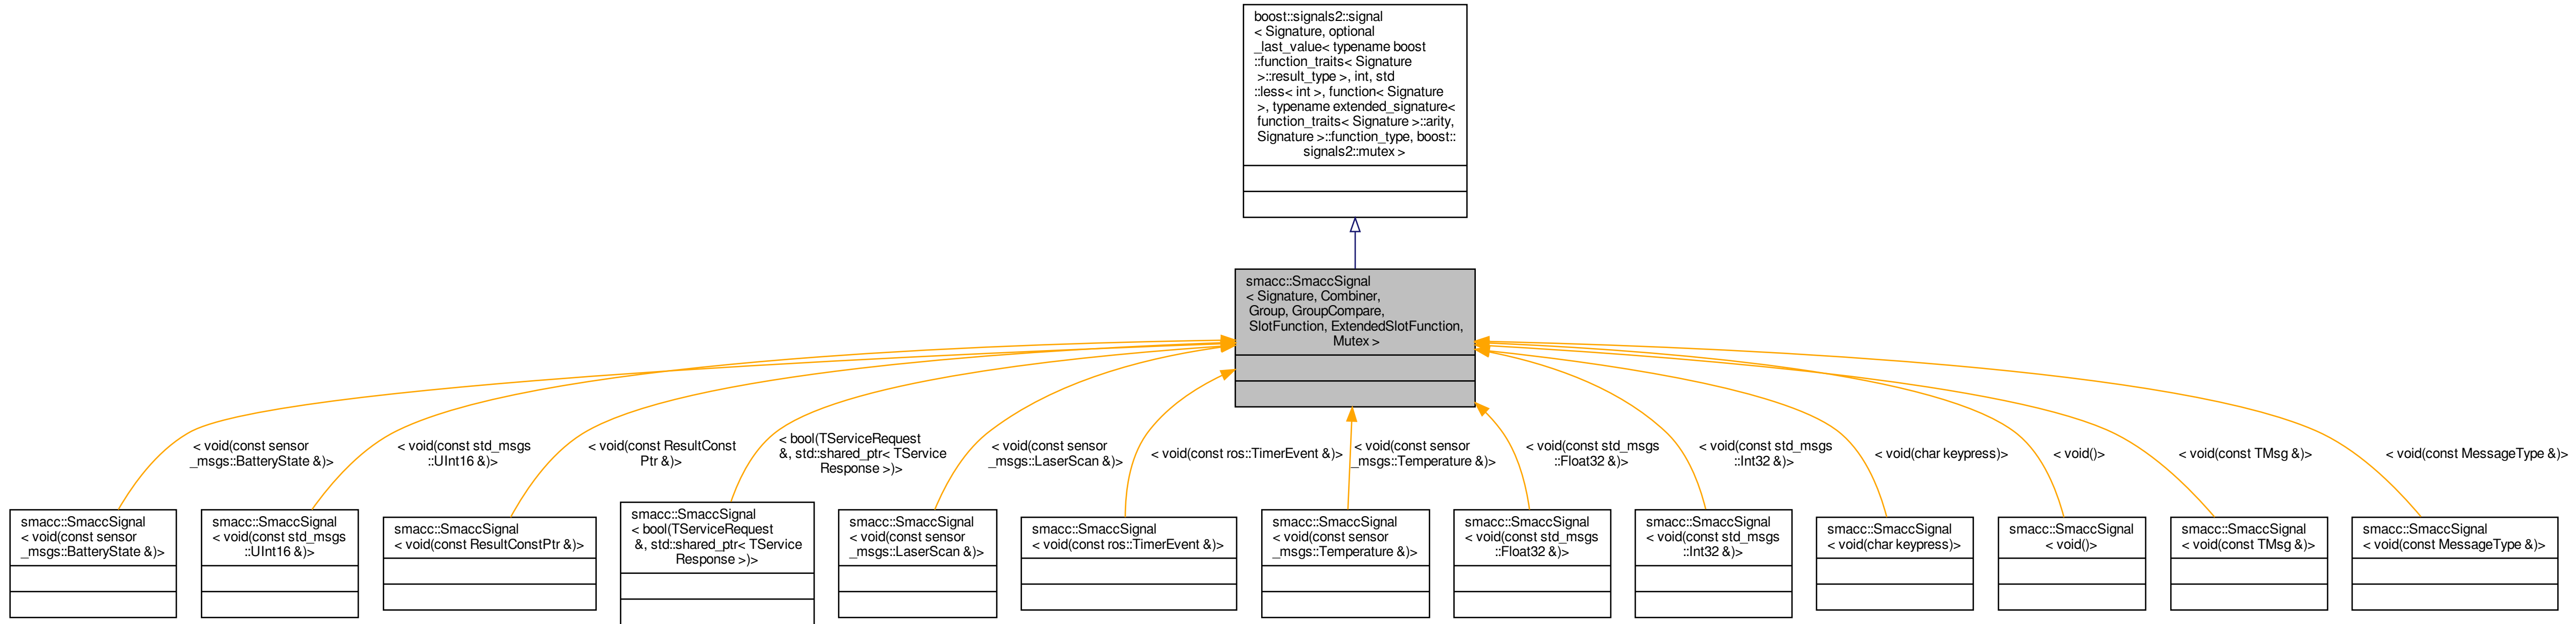 boost::signals2::signal
< Signature, optional
_last_value< typename boost
::function_traits< Signature
>::result_type >, int, std
::less< int >, function< Signature
>, typename extended_signature<
function_traits< Signature >::arity,
Signature >::function_type, boost::
signals2::mutex >
smacc::SmaccSignal
< Signature, Combiner,
Group, GroupCompare,
SlotFunction, ExtendedSlotFunction,
Mutex >
< void(const sensor
_msgs::BatteryState &)>
< void(const std_msgs
::UInt16 &)>
< void(const ResultConst
Ptr &)>
< bool(TServiceRequest
&, std::shared_ptr< TService
Response >)>
< void(const sensor
_msgs::LaserScan &)>
< void(const ros::TimerEvent &)>
< void(const sensor
_msgs::Temperature &)>
< void(const std_msgs
::Float32 &)>
< void(const std_msgs
::Int32 &)>
< void(char keypress)>
< void()>
< void(const TMsg &)>
< void(const MessageType &)>
smacc::SmaccSignal
< void(const sensor
_msgs::BatteryState &)>
smacc::SmaccSignal
< void(const std_msgs
::UInt16 &)>
smacc::SmaccSignal
< void(const ResultConstPtr &)>
smacc::SmaccSignal
< bool(TServiceRequest
&, std::shared_ptr< TService
Response >)>
smacc::SmaccSignal
< void(const sensor
_msgs::LaserScan &)>
smacc::SmaccSignal
< void(const ros::TimerEvent &)>
smacc::SmaccSignal
< void(const sensor
_msgs::Temperature &)>
smacc::SmaccSignal
< void(const std_msgs
::Float32 &)>
smacc::SmaccSignal
< void(const std_msgs
::Int32 &)>
smacc::SmaccSignal
< void(char keypress)>
smacc::SmaccSignal
< void()>
smacc::SmaccSignal
< void(const TMsg &)>
smacc::SmaccSignal
< void(const MessageType &)>